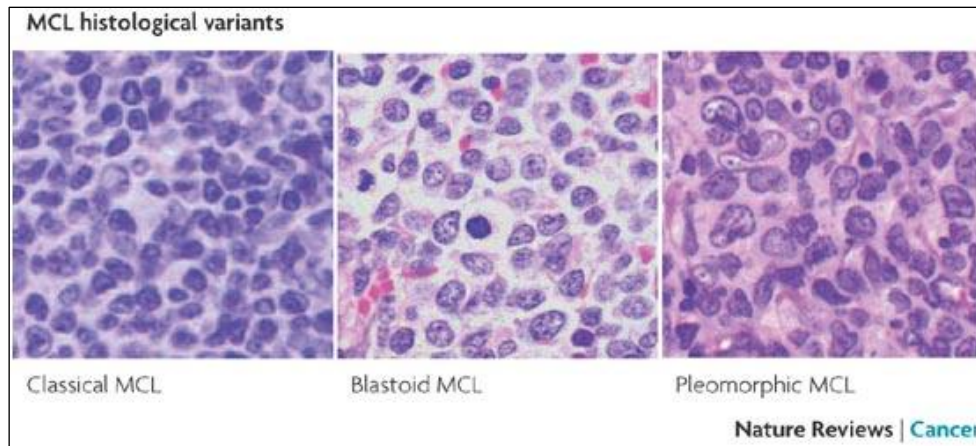 MCL histological variants
Classical MCL
Blastoid MCL
Pleomorphic MCL
Nature Reviews | Cancer